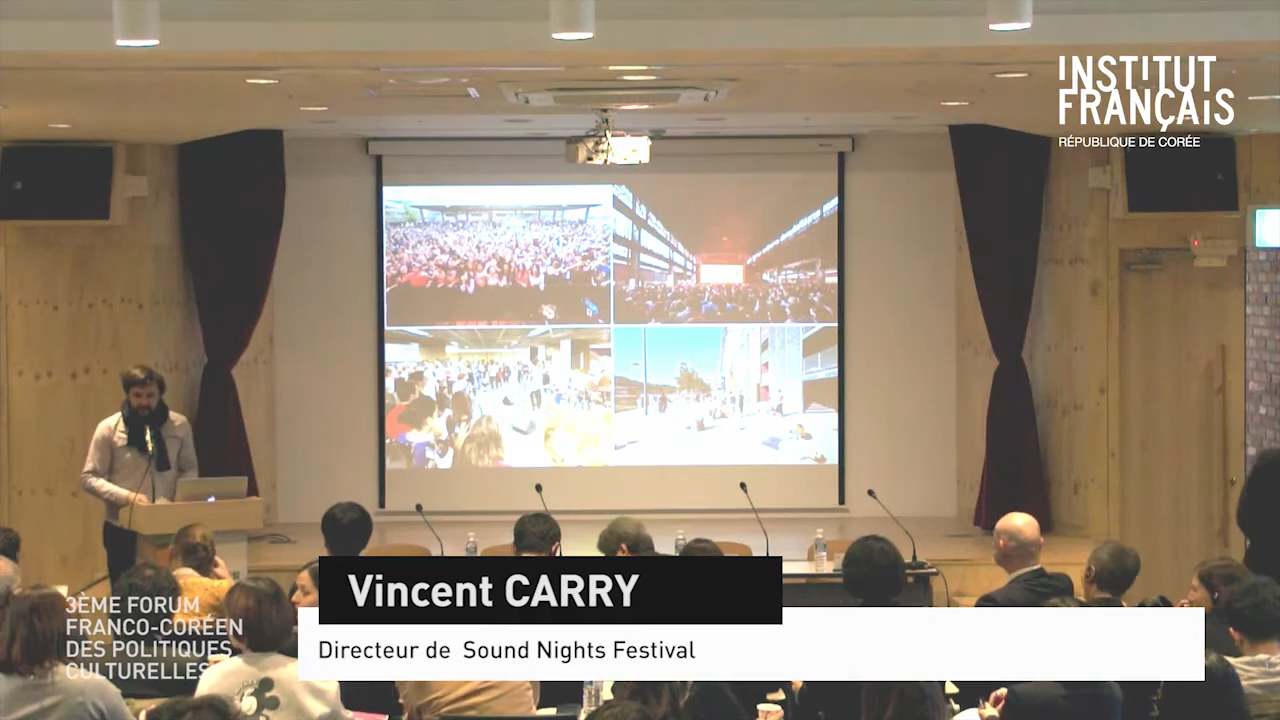 INSTITUT
FRANÇAIS
RÉPUBLIQUE DE CORÉE
Vincent CARRY
Directeur de Sound Nights Festival
3ÈME FORUM
FRANCO-CORÉEN
DES POLITIQUES
CULTURELLES